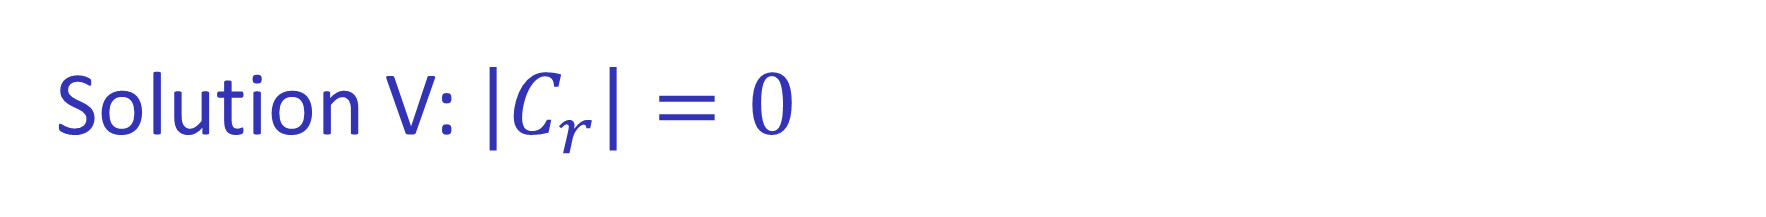 Solution V: |C_r| = 0